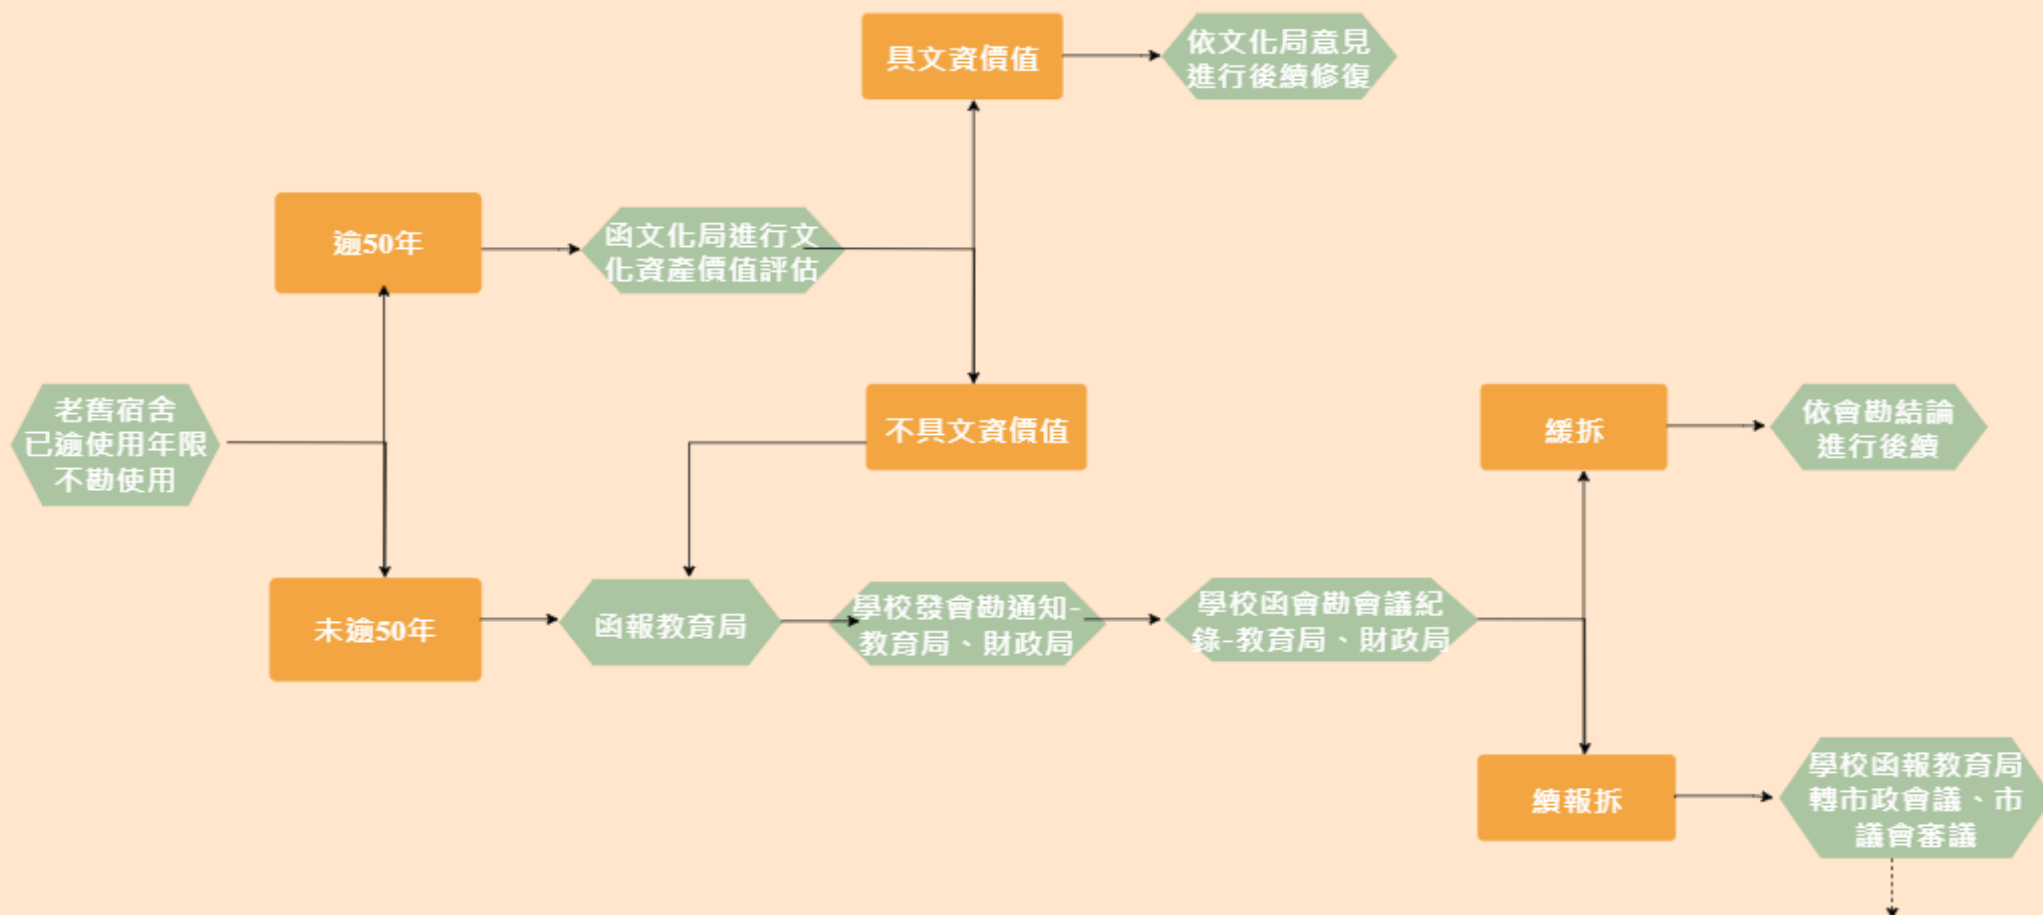 具文資價值
依文化局意見
進行後續修復
逾50年
函文化局進行文
化資產價值評估
老舊宿舍
已逾使用年限
不勘使用
不具文資價值
緩拆
依會勘結論
進行後續
未逾50年
函報教育局
學校發會勘通知-
教育局、財政局
學校函會勘會議紀
錄-教育局、財政局
續報拆
學校函報教育局
轉市政會議、市
議會審議